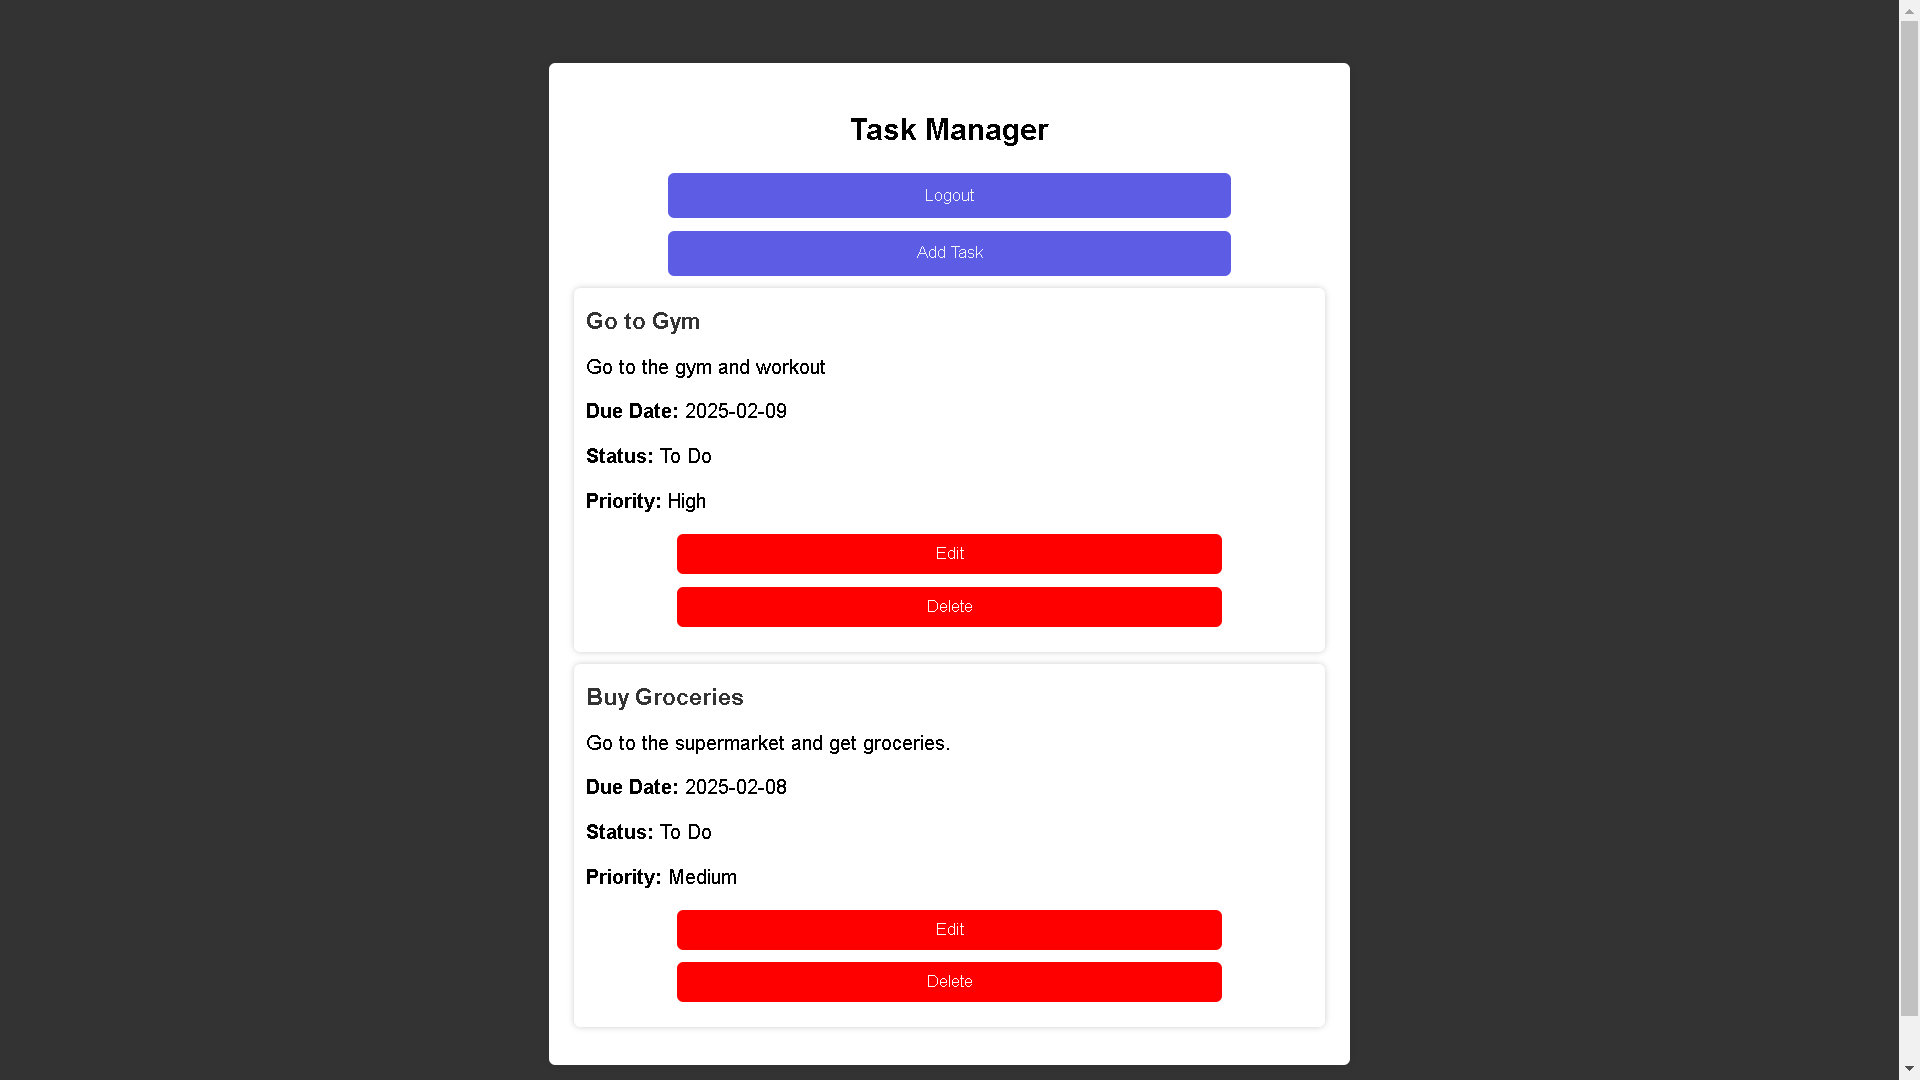 Task Manager
Logout
Add Task
Go to Gym
Go to the gym and workout
Due Date: 2025-02-09
Status: To Do
Priority: High
Edit
Delete
Buy Groceries
Go to the supermarket and get groceries.
Due Date: 2025-02-08
Status: To Do
Priority: Medium
Edit
Delete